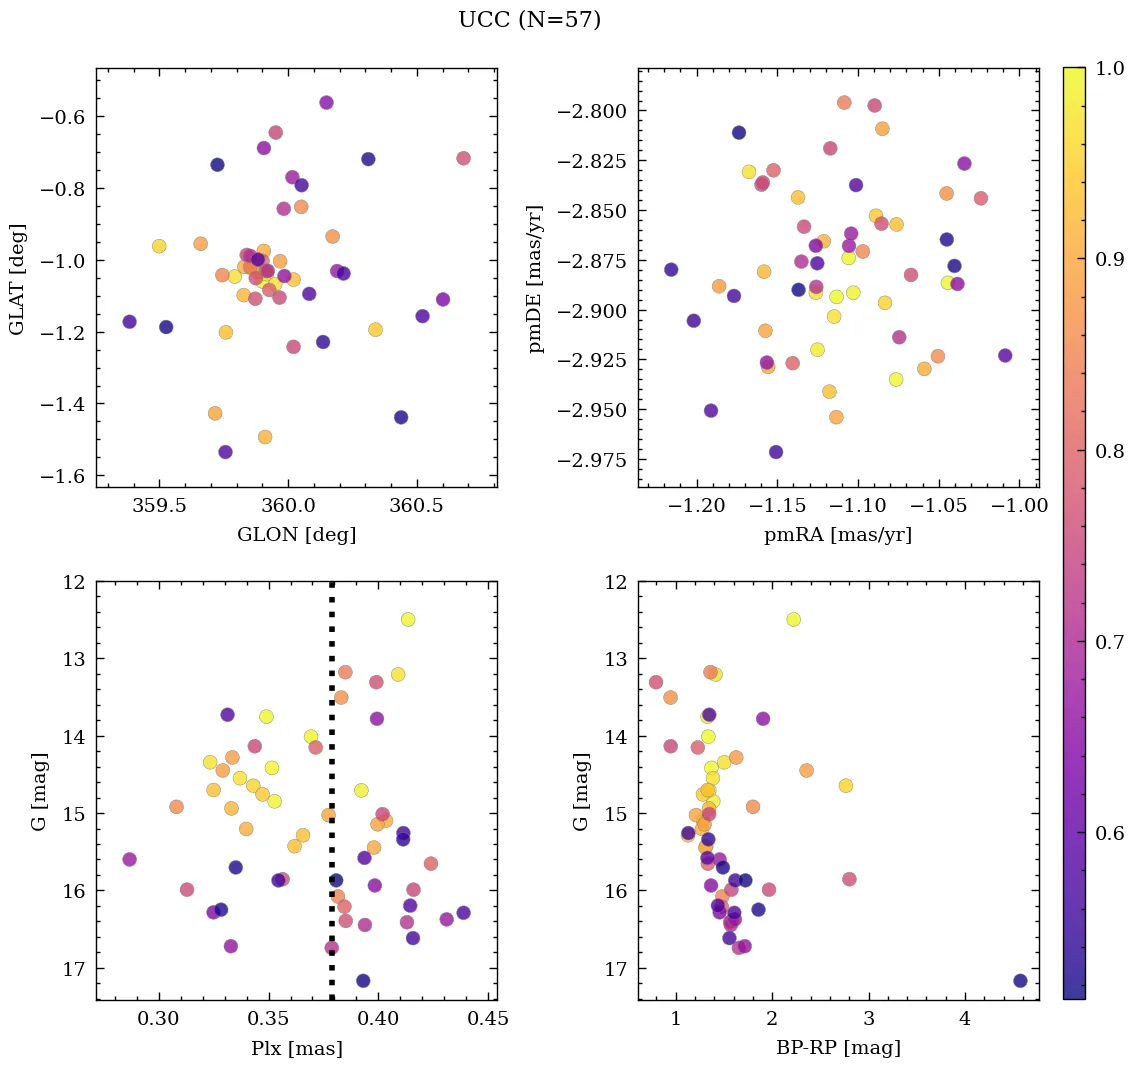 UCC (N=57)
−0.6
−0.8
−1.0
−1.2
−1.4
−1.6
GLAT [deg]
359.5 360.0 360.5
GLON [deg]
−2.800
−2.825
−2.850
−2.875
−2.900
−2.925
−2.950
−2.975
pmDE [mas/yr]
−1.20 −1.15 −1.10 −1.05 −1.00
pmRA [mas/yr]
1.0
0.9
0.8
0.7
0.6
12
13
14
15
16
17
G [mag]
0.30 0.35 0.40 0.45
Plx [mas]
12
13
14
15
16
17
G [mag]
1 2 3 4
BP-RP [mag]